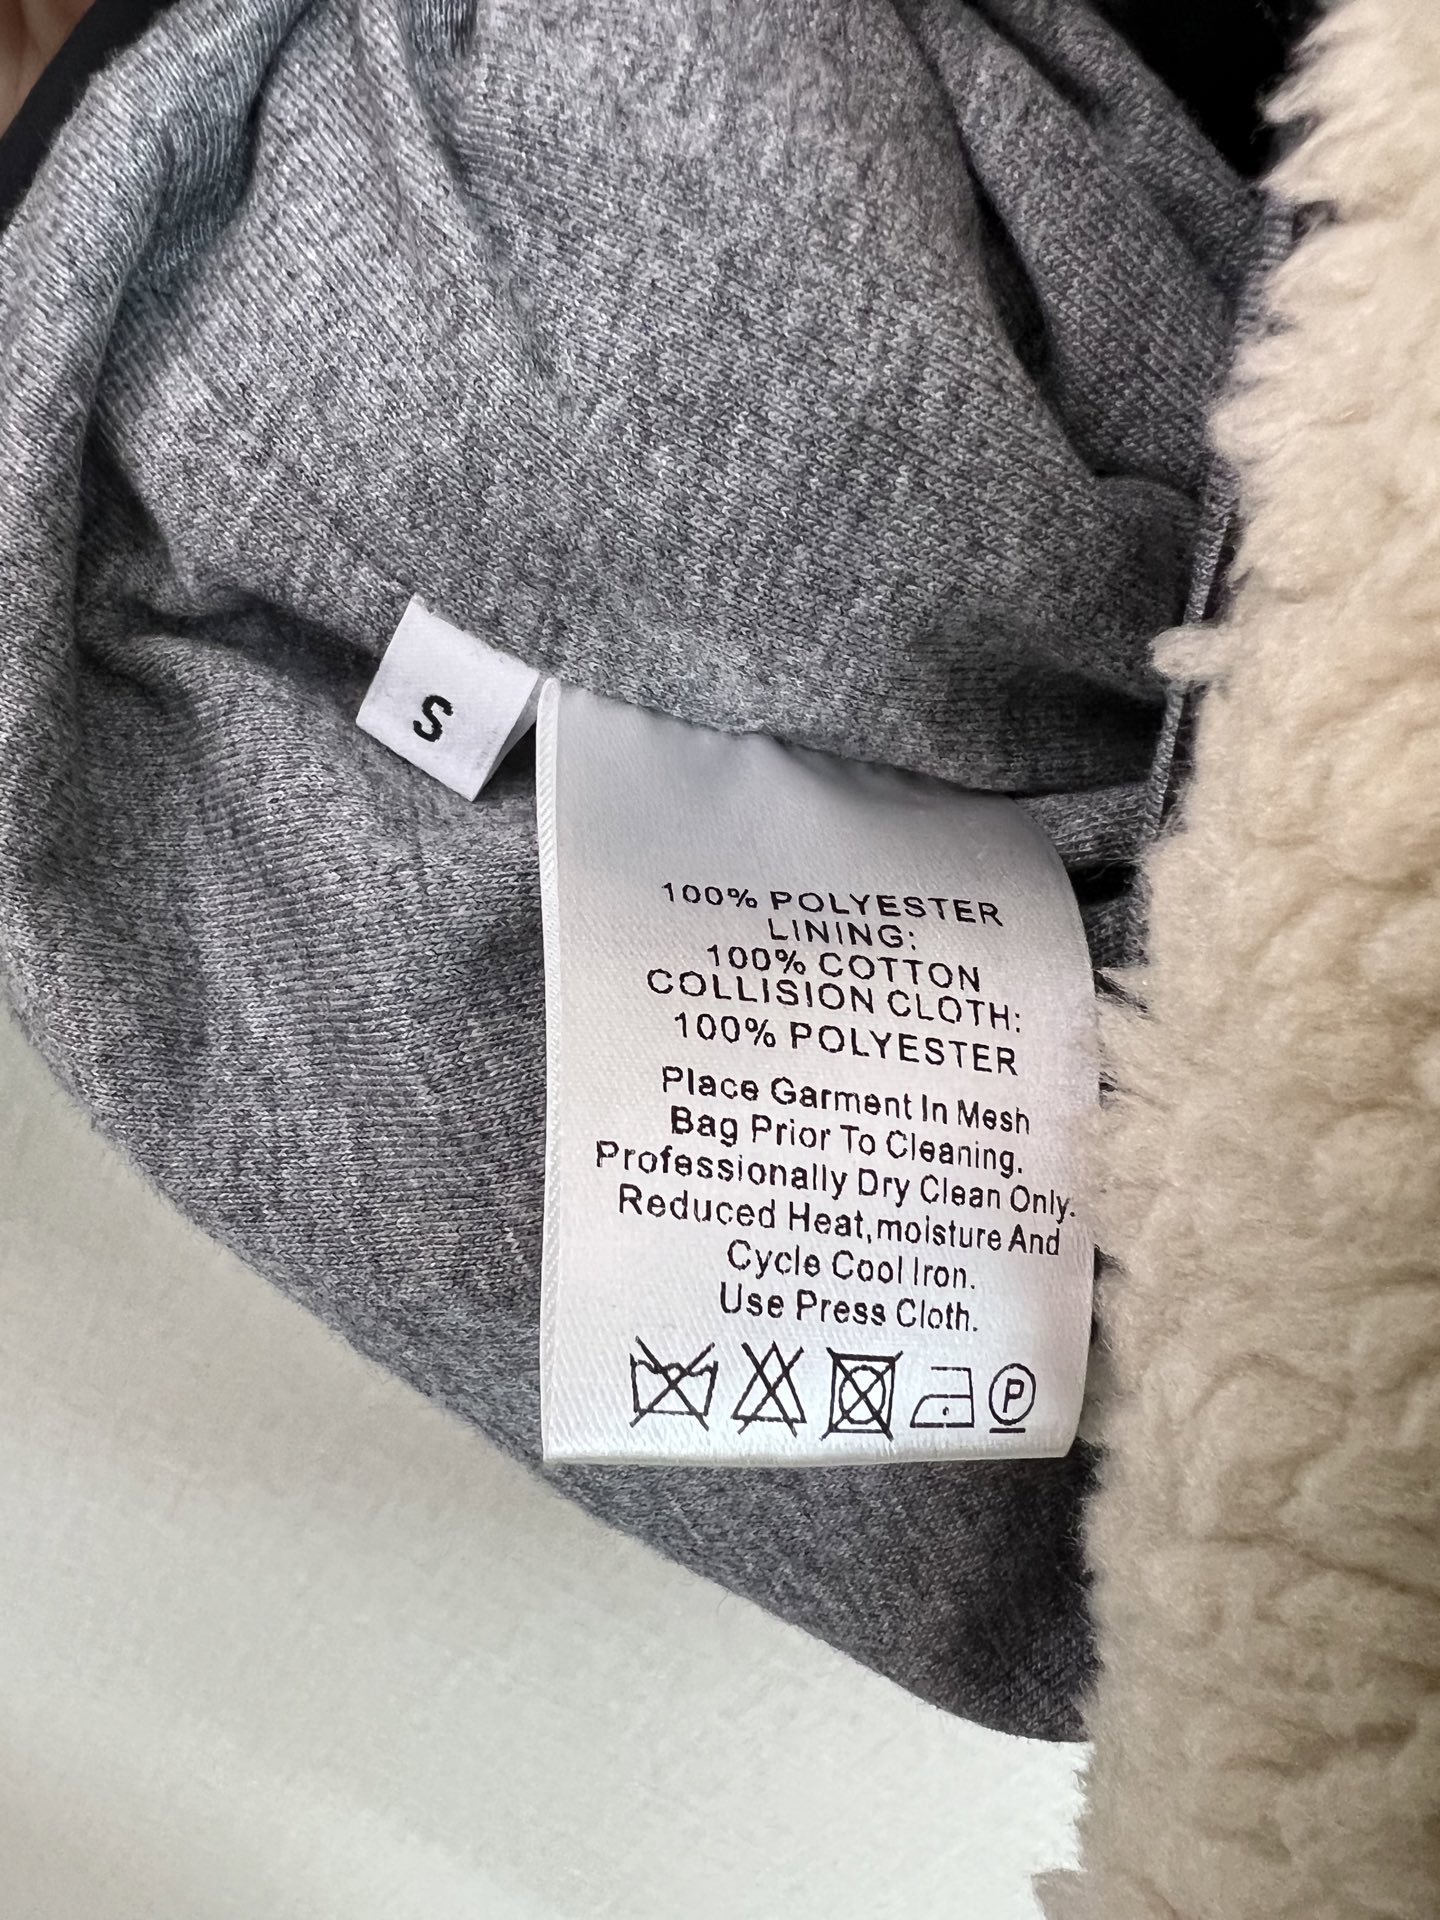 S
100% POLYESTER
LINING:
100% COTTON
COLLISION CLOTH:
100% POLYESTER
Place Garment In Mesh
Bag Prior To Cleaning.
Professionally Dry Clean Only.
Reduced Heat,moisture And
Cycle Cool Iron.
Use Press Cloth.
P